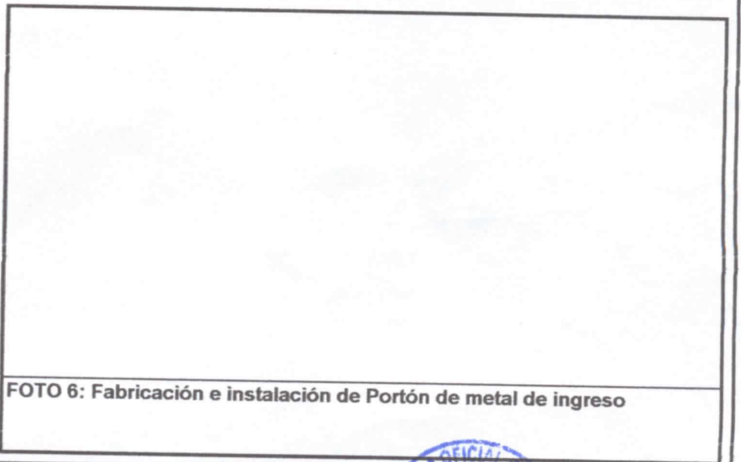 FOTO 6: Fabricación e instalación de Portón de metal de ingreso
OFICIAL